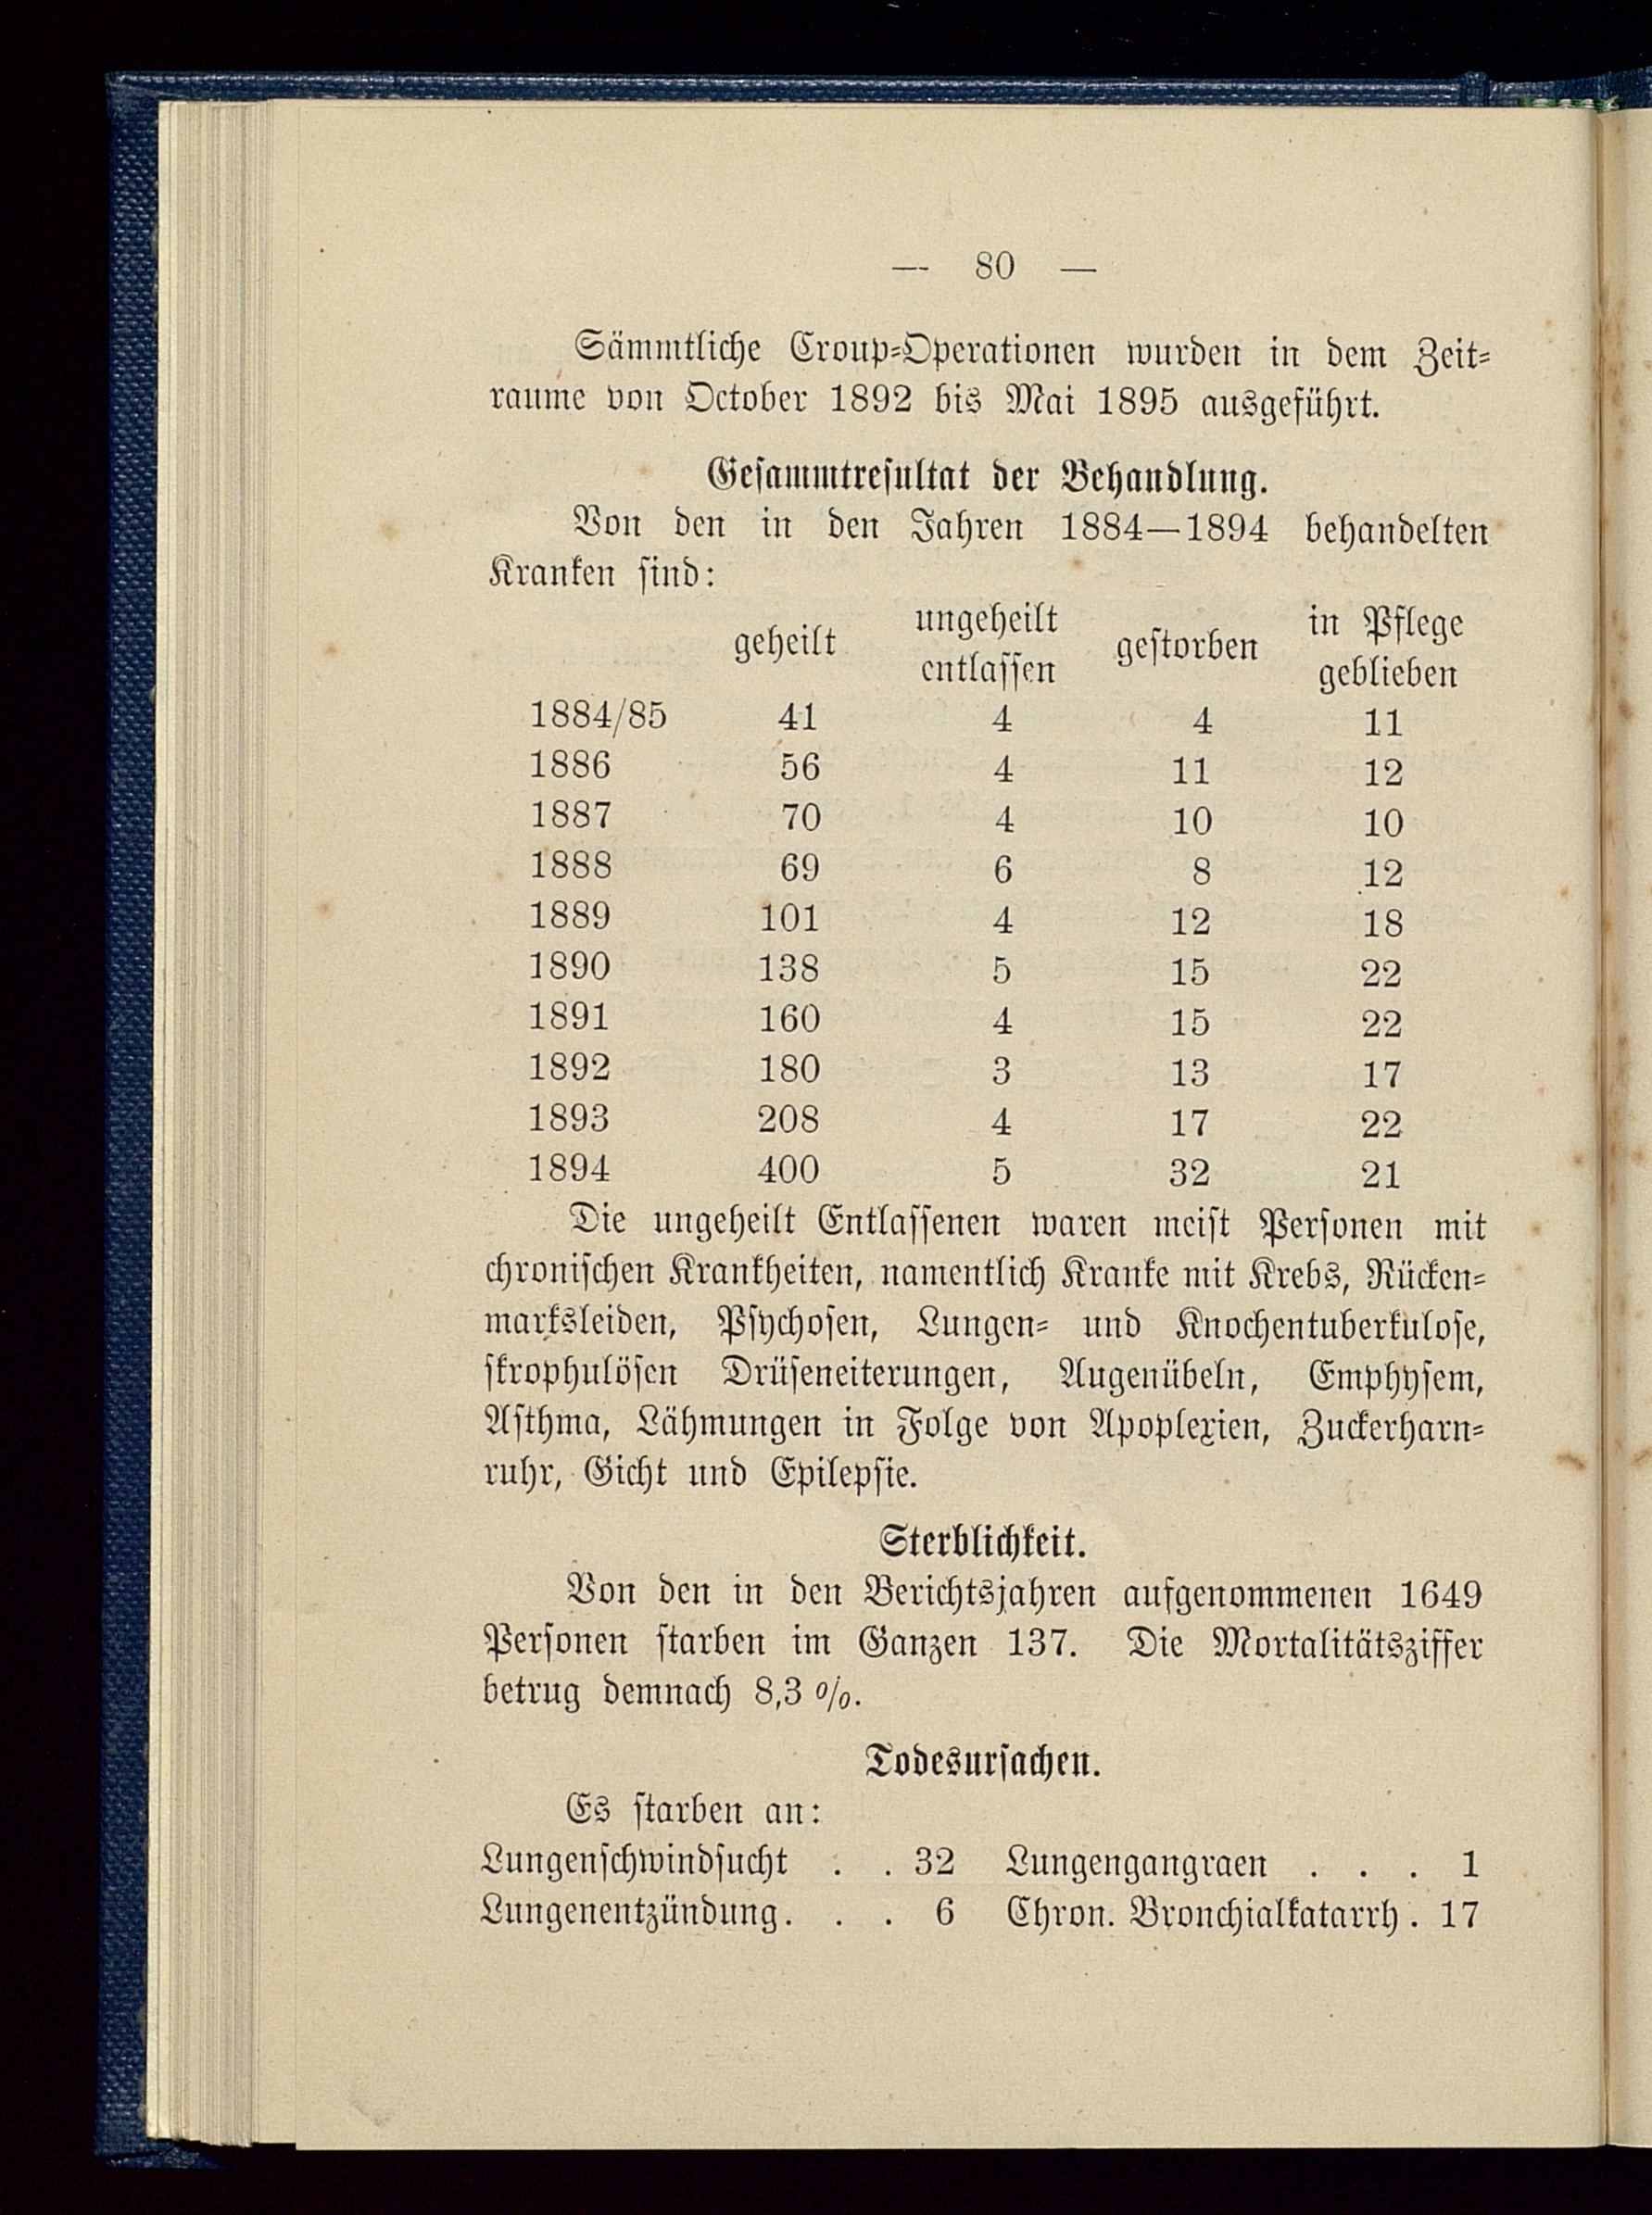 — 80 —
Sämmtliche Croup-Operationen wurden in dem Zeit-
raume von October 1892 bis Mai 1895 ausgeführt.
Gesammtresultat der Behandlung.
Von den in den Jahren 1884—1894 behandelten
Kranken sind:
geheilt ungeheilt entlassen gestorben in Pflege geblieben
1884/85 41 4 4 11
1886 56 4 11 12
1887 70 4 10 10
1888 69 6 8 12
1889 101 4 12 18
1890 138 5 15 22
1891 160 4 15 22
1892 180 3 13 17
1893 208 4 17 22
1894 400 5 32 21
Die ungeheilt Entlassenen waren meist Personen mit
chronischen Krankheiten, namentlich Kranke mit Krebs, Rücken-
marksleiden, Psychosen, Lungen- und Knochentuberkulose,
skrophulösen Drüseneiterungen, Augenübeln, Emphysem,
Asthma, Lähmungen in Folge von Apoplexien, Zuckerharn-
ruhr, Gicht und Epilepsie.
Sterblichkeit.
Von den in den Berichtsjahren aufgenommenen 1649
Personen starben im Ganzen 137. Die Mortalitätsziffer
betrug demnach 8,3 %.
Todesursachen.
Es starben an:
Lungenschwindsucht . . 32 Lungengangraen . . . 1
Lungenentzündung. . . 6 Chron. Bronchialkatarrh . 17